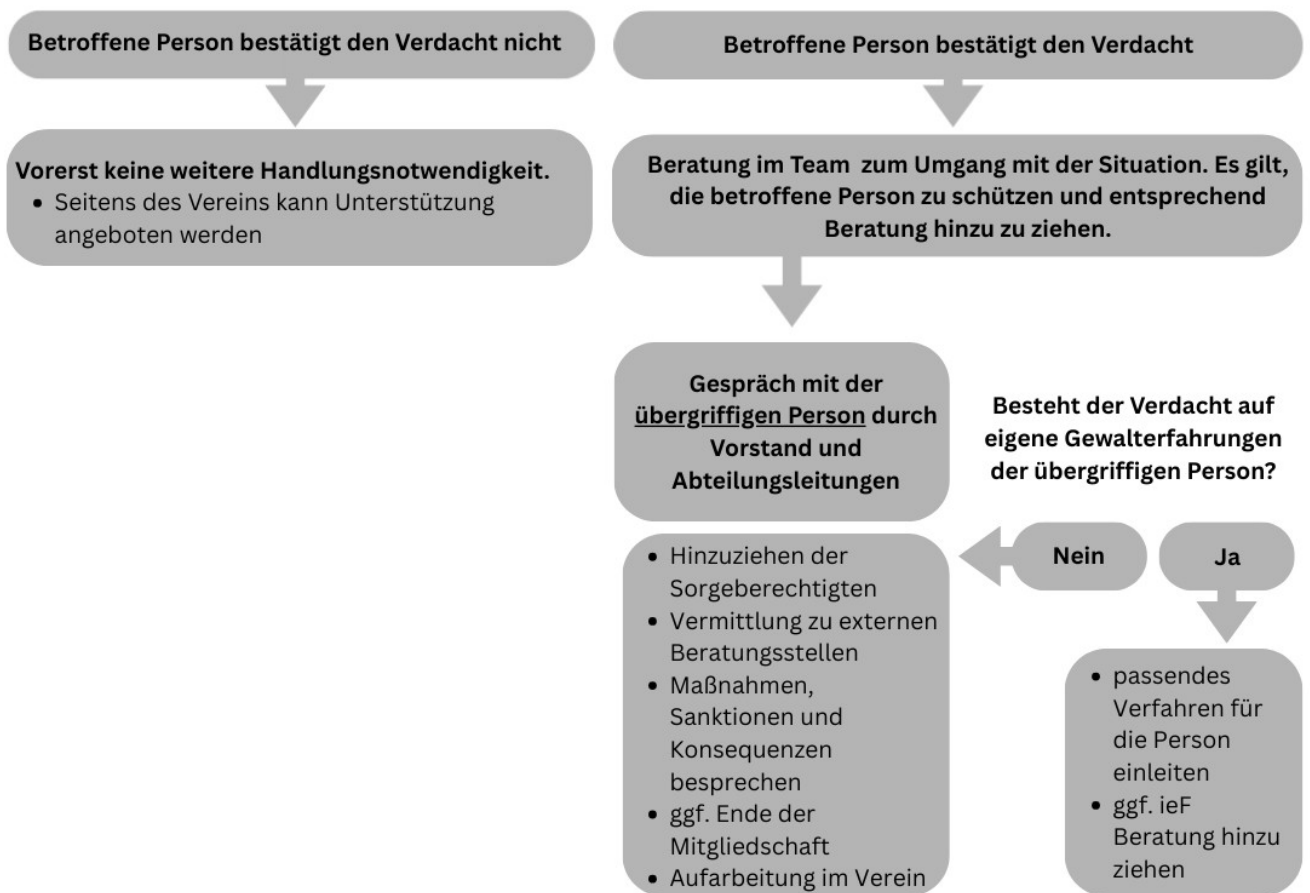 Betroffene Person bestätigt den Verdacht nicht
Vorerst keine weitere Handlungsnotwendigkeit.
• Seitens des Vereins kann Unterstützung
angeboten werden
Betroffene Person bestätigt den Verdacht
Beratung im Team zum Umgang mit der Situation. Es gilt,
die betroffene Person zu schützen und entsprechend
Beratung hinzu zu ziehen.
Gespräch mit der
übergriffigen Person durch
Vorstand und
Abteilungsleitungen
Besteht der Verdacht auf
eigene Gewalterfahrungen
der übergriffigen Person?
Nein
Ja
• Hinzuziehen der
Sorgeberechtigten
• Vermittlung zu externen
Beratungsstellen
• Maßnahmen,
Sanktionen und
Konsequenzen
besprechen
• ggf. Ende der
Mitgliedschaft
• Aufarbeitung im Verein
• passendes
Verfahren für
die Person
einleiten
• ggf. ieF
Beratung hinzu
ziehen